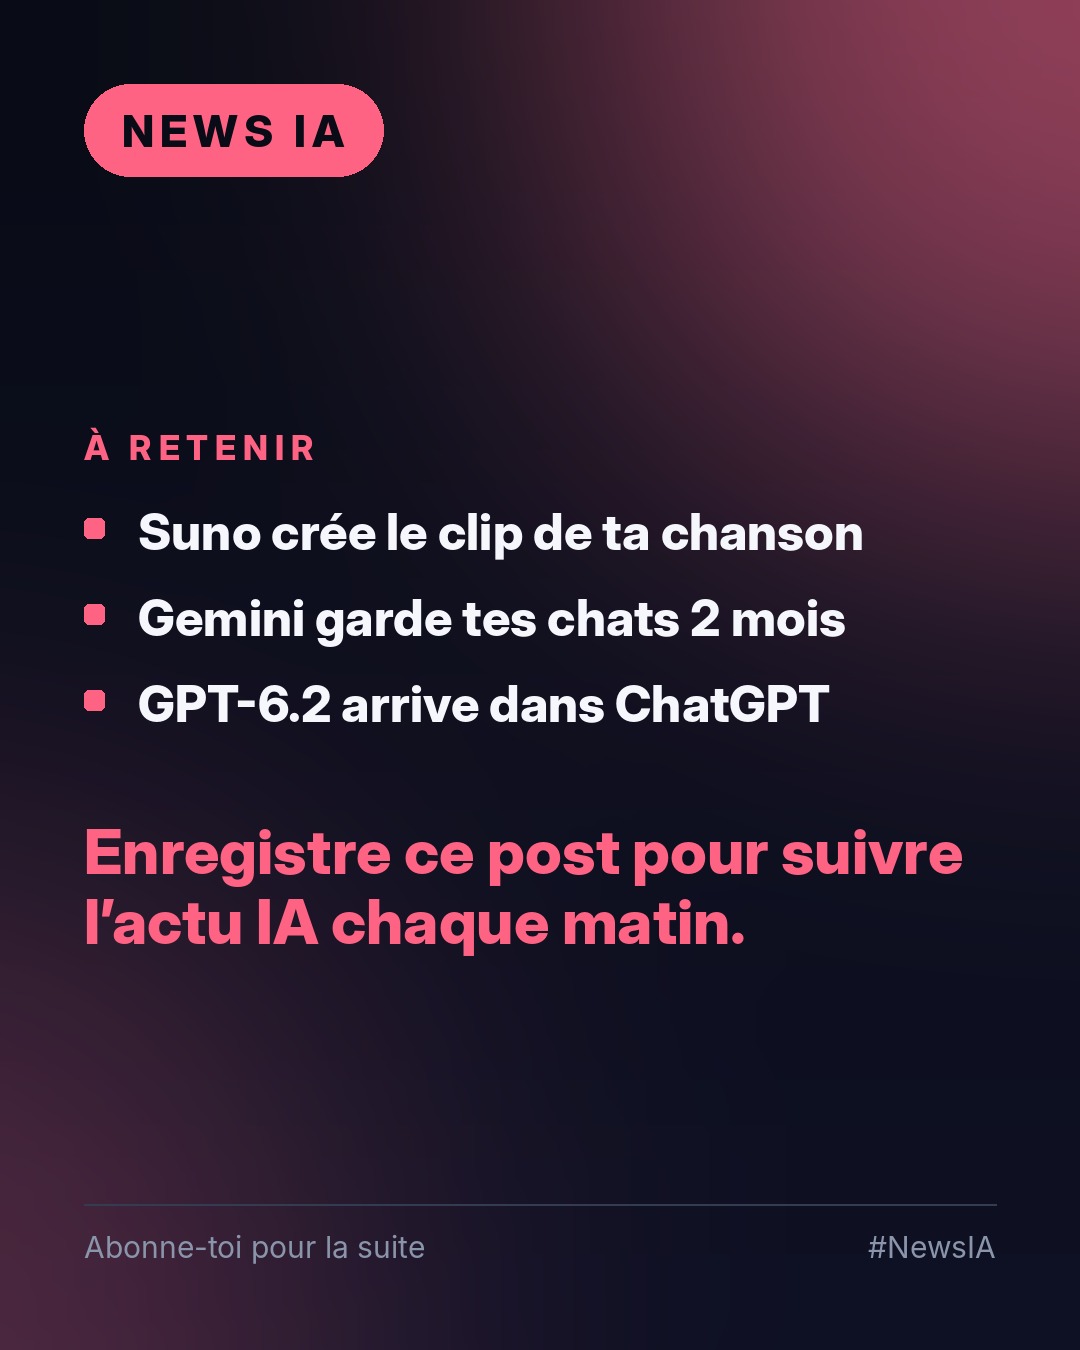 NEWS IA
À RETENIR
Suno crée le clip de ta chanson
Gemini garde tes chats 2 mois
GPT-6.2 arrive dans ChatGPT
Enregistre ce post pour suivre
l’actu IA chaque matin.
Abonne-toi pour la suite
#NewsIA